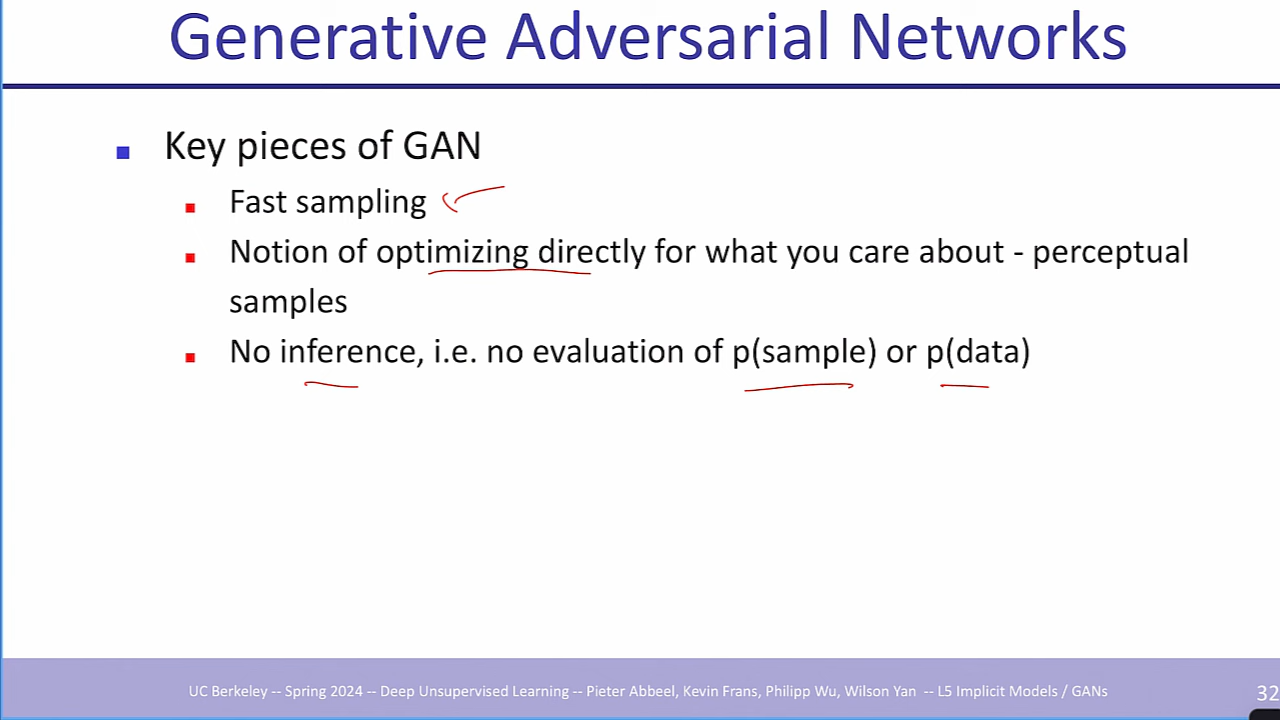 Generative Adversarial Networks
Key pieces of GAN
Fast sampling
Notion of optimizing directly for what you care about - perceptual
samples
No inference, i.e. no evaluation of p(sample) or p(data)
UC Berkeley -- Spring 2024 -- Deep Unsupervised Learning -- Pieter Abbeel, Kevin Frans, Philipp Wu, Wilson Yan -- L5 Implicit Models / GANs
32